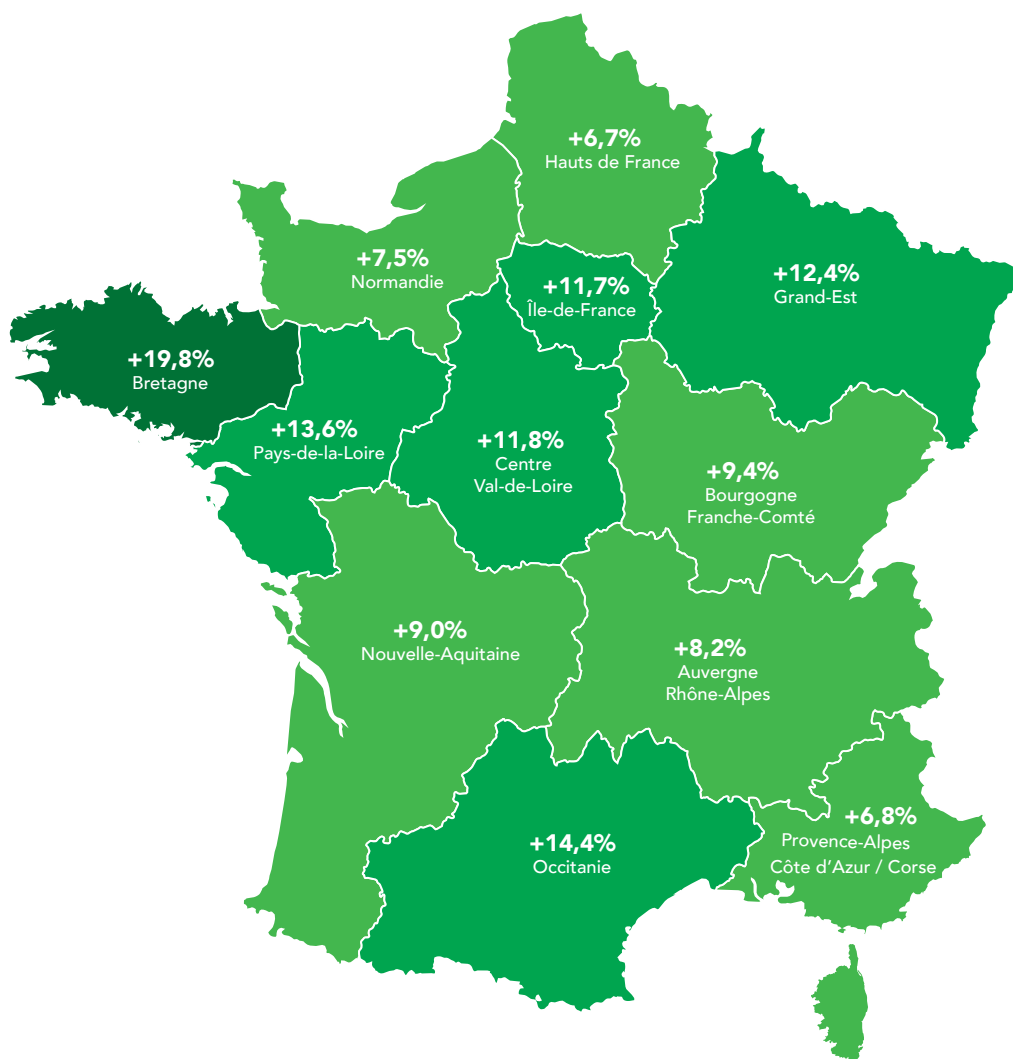 +6,7%
Hauts de France
+7,5%
Normandie
+11,7%
Île-de-France
+12,4%
Grand-Est
+19,8%
Bretagne
+13,6%
Pays-de-la-Loire
+11,8%
Centre
Val-de-Loire
+9,4%
Bourgogne
Franche-Comté
+9,0%
Nouvelle-Aquitaine
+8,2%
Auvergne
Rhône-Alpes
+14,4%
Occitanie
+6,8%
Provence-Alpes
Côte d'Azur / Corse